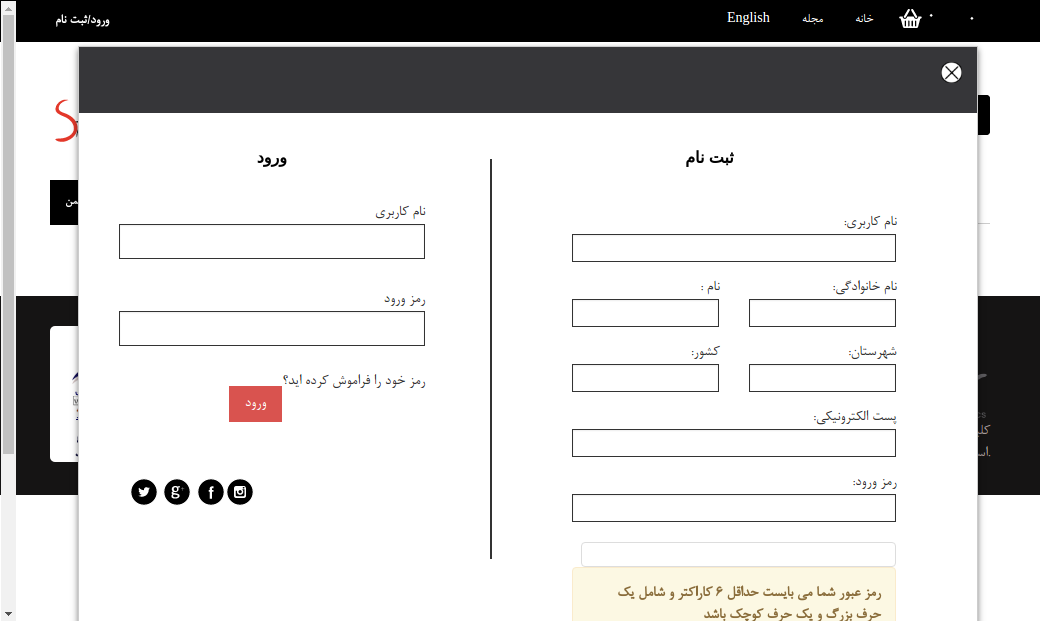 ۰ ۰ خانه مجله English ورود/ثبت نام
ثبت نام
نام کاربری:
نام خانوادگی: نام :
شهرستان: کشور:
پست الکترونیکی:
رمز ورود:
رمز عبور شما می بایست حداقل ۶ کاراکتر و شامل یک
حرف بزرگ و یک حرف کوچک باشد
ورود
نام کاربری
رمز ورود
رمز خود را فراموش کرده اید؟
ورود